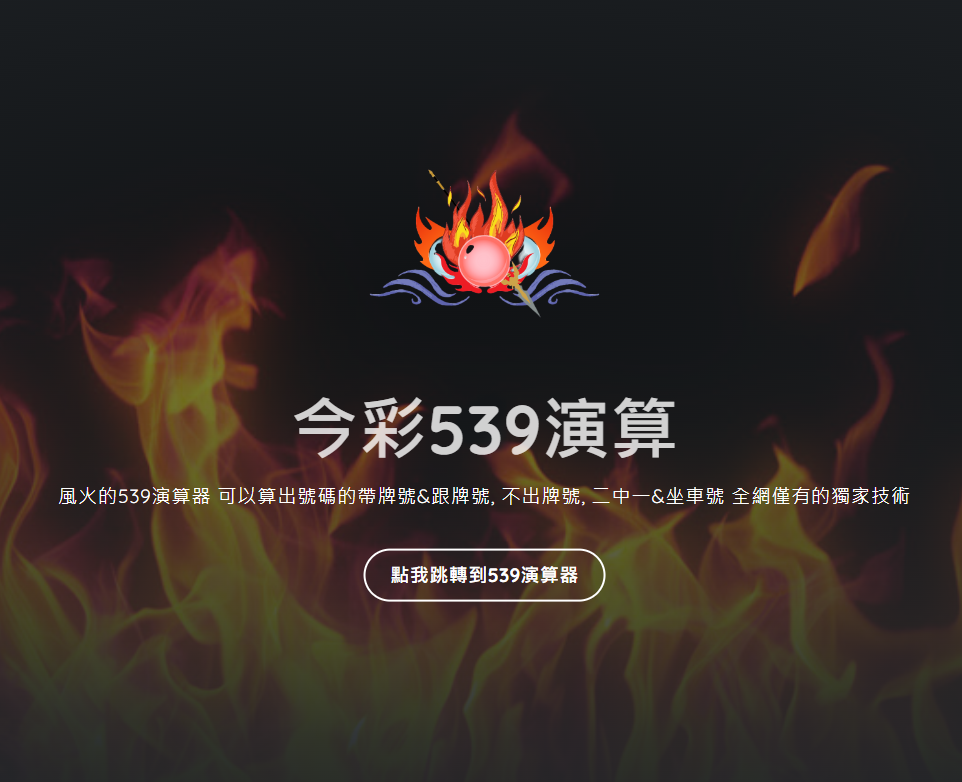 今彩539演算
風火的539演算器 可以算出號碼的帶牌號&跟牌號, 不出牌號, 二中一&坐車號 全網僅有的獨家技術
點我跳轉到539演算器